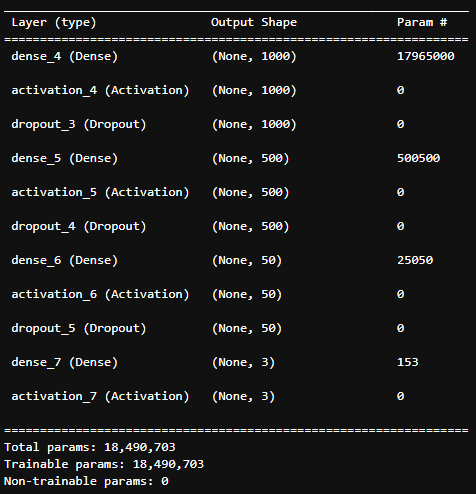 Layer (type)                 Output Shape              Param #
=================================================================
dense_4 (Dense)              (None, 1000)              17965000
activation_4 (Activation)    (None, 1000)              0
dropout_3 (Dropout)          (None, 1000)              0
dense_5 (Dense)              (None, 500)               500500
activation_5 (Activation)    (None, 500)               0
dropout_4 (Dropout)          (None, 500)               0
dense_6 (Dense)              (None, 50)                25050
activation_6 (Activation)    (None, 50)                0
dropout_5 (Dropout)          (None, 50)                0
dense_7 (Dense)              (None, 3)                 153
activation_7 (Activation)    (None, 3)                 0
=================================================================
Total params: 18,490,703
Trainable params: 18,490,703
Non-trainable params: 0